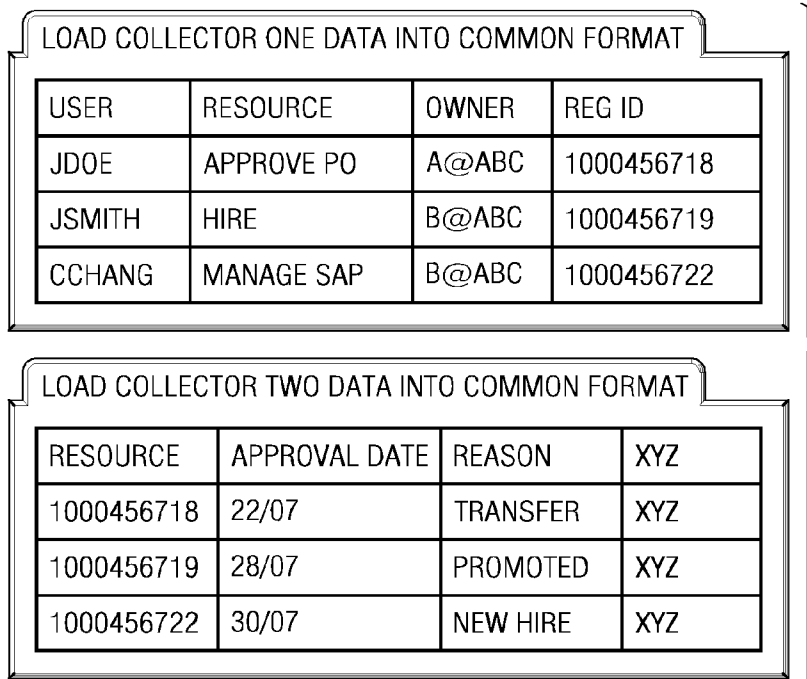 LOAD COLLECTOR ONE DATA INTO COMMON FORMAT
USER RESOURCE OWNER REG ID
JDOE APPROVE PO A@ABC 1000456718
JSMITH HIRE B@ABC 1000456719
CCHANG MANAGE SAP B@ABC 1000456722
LOAD COLLECTOR TWO DATA INTO COMMON FORMAT
RESOURCE APPROVAL DATE REASON XYZ
1000456718 22/07 TRANSFER XYZ
1000456719 28/07 PROMOTED XYZ
1000456722 30/07 NEW HIRE XYZ